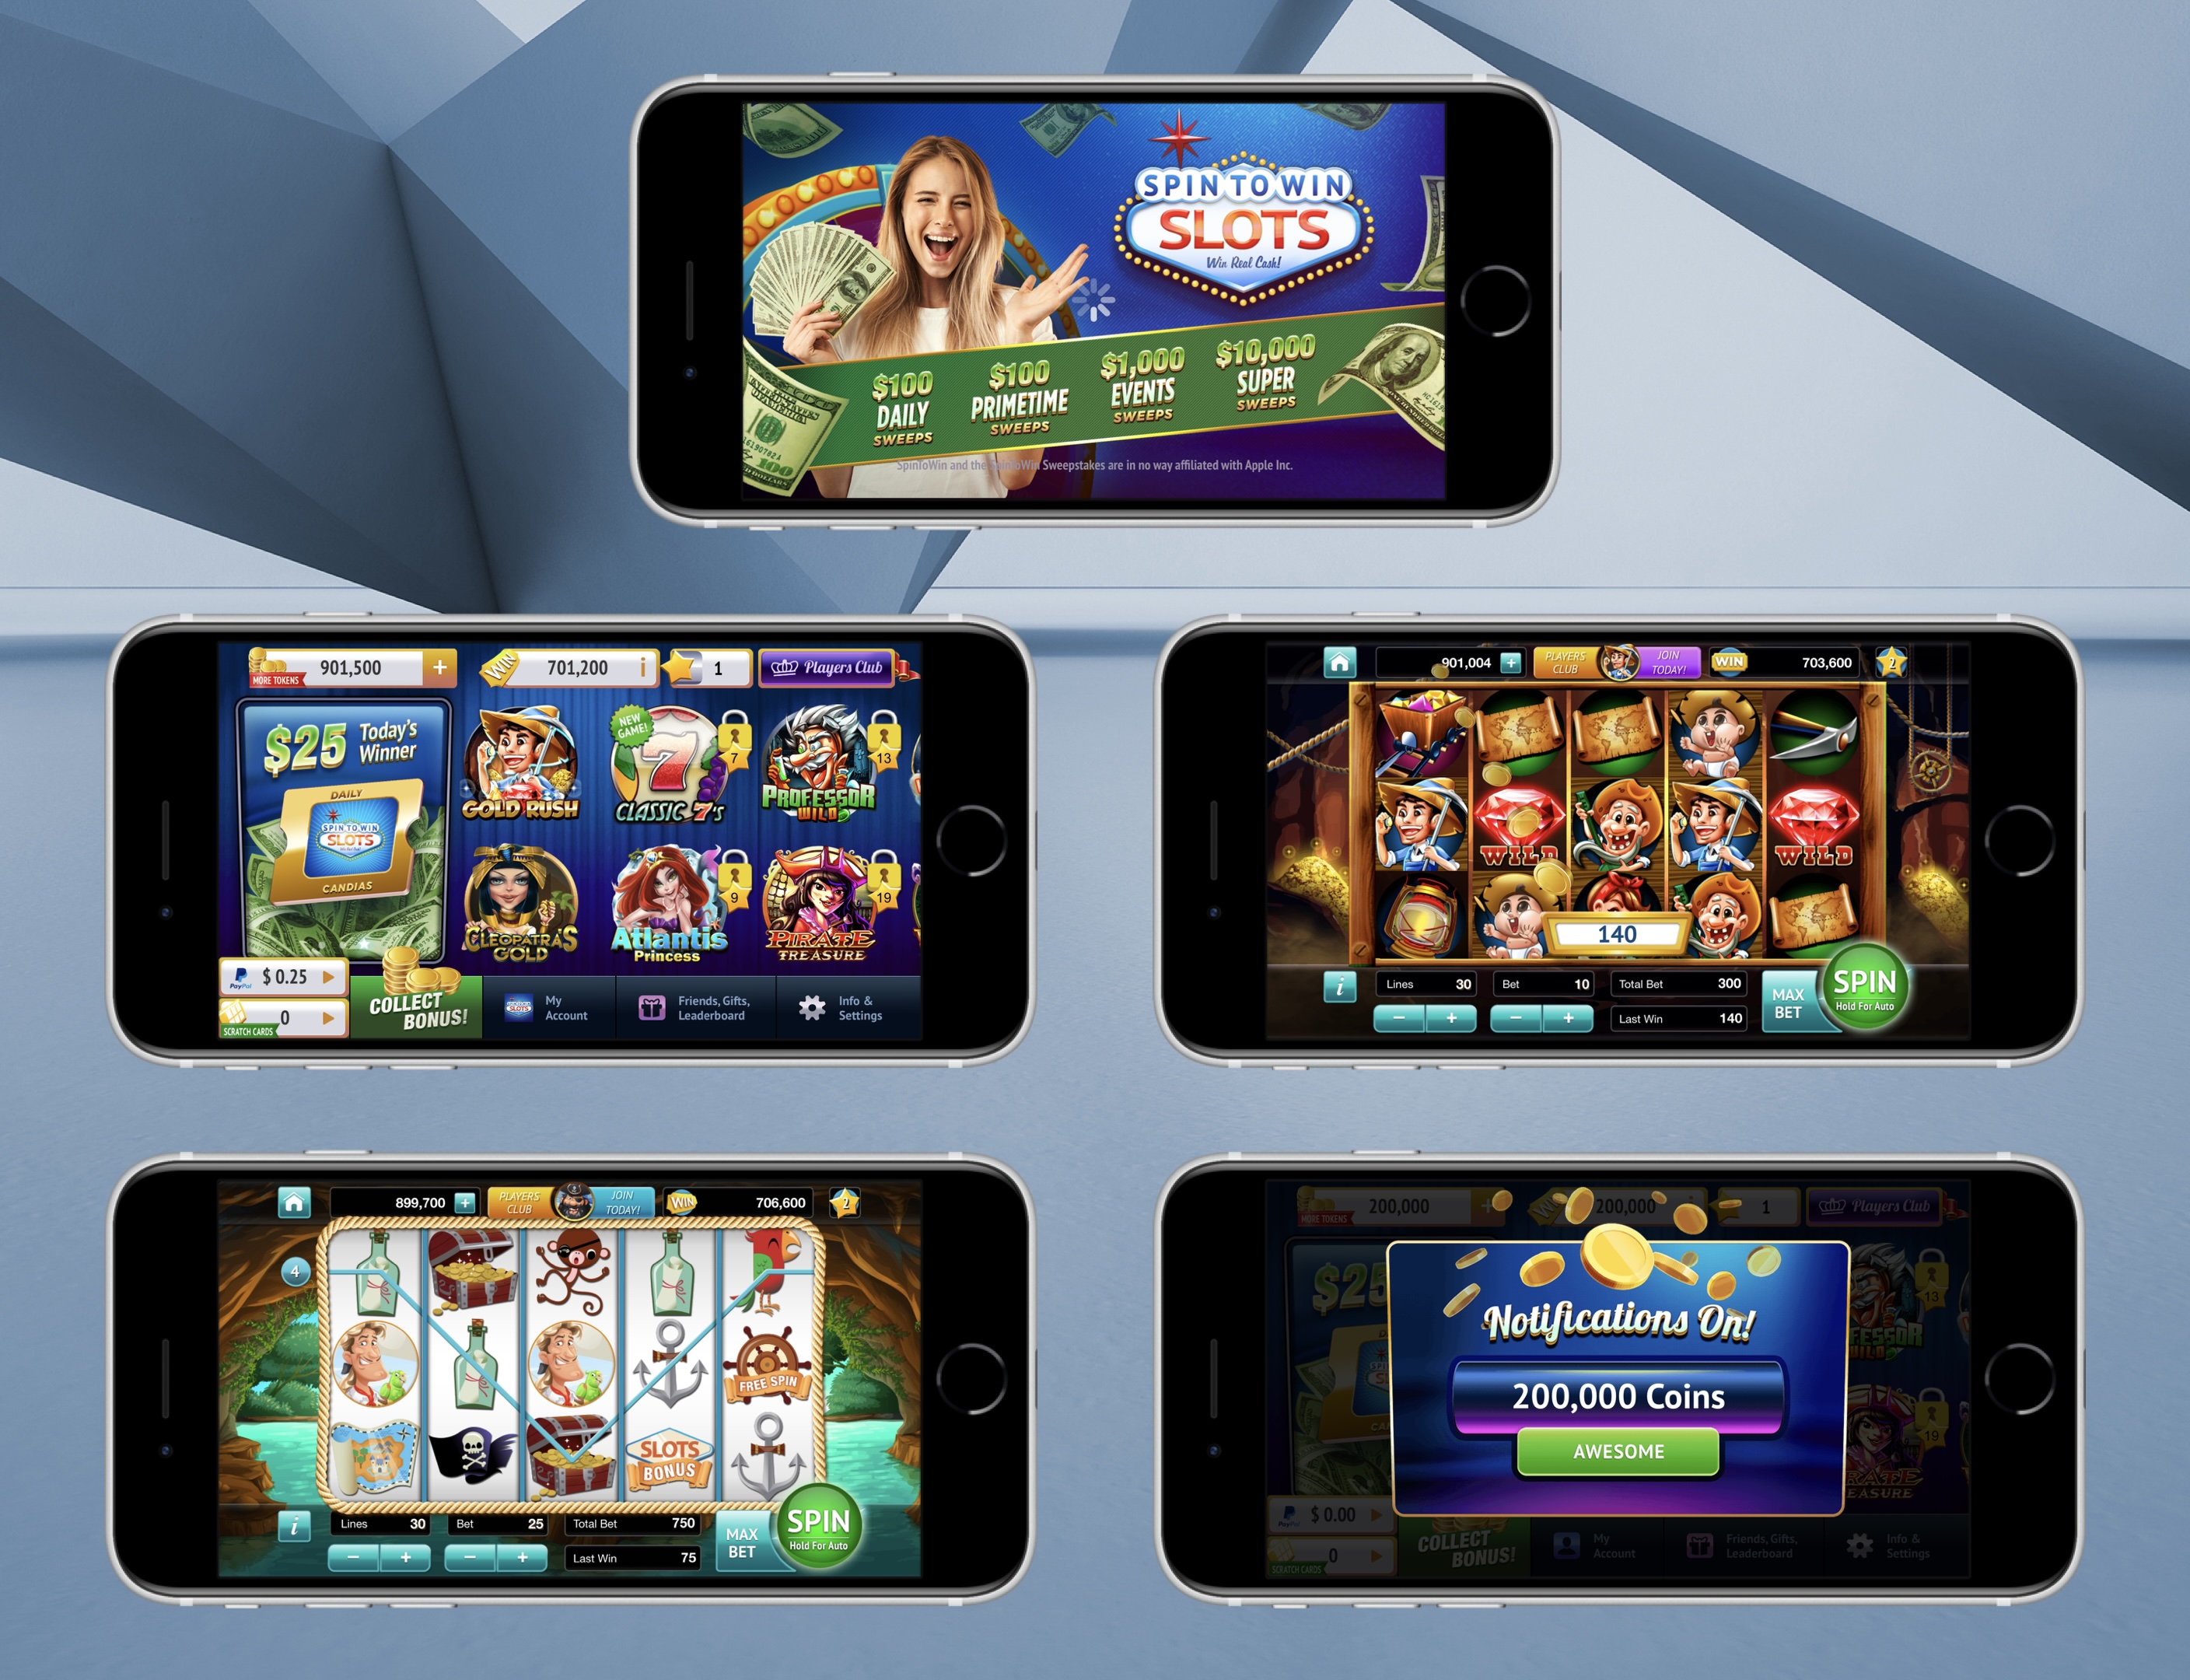 SPIN TO WIN
SLOTS
Win Real Cash!
$100
DAILY
SWEEPS
$100
PRIMETIME
SWEEPS
$1,000
EVENTS
SWEEPS
$10,000
SUPER
SWEEPS
SpinToWin and the SpinToWin Sweepstakes are in no way affiliated with Apple Inc.
901,500 +
MORE TOKENS
WIN 701,200 i
1
Players Club
$25 Today's
Winner
DAILY
SPIN TO WIN
SLOTS
CANDIAS
GOLD RUSH
NEW
GAME!
7
7
CLASSIC 7'S
13
PROFESSOR
WILD
CLEOPATRA'S
GOLD
9
Atlantis
Princess
19
PIRATE
TREASURE
PayPal $ 0.25
0
SCRATCH CARDS
COLLECT
BONUS!
My
Account
Friends, Gifts,
Leaderboard
Info &
Settings
901,004 +
PLAYERS
CLUB
JOIN
TODAY!
WIN 703,600
2
WILD
WILD
140
i
Lines 30
Bet 10
Total Bet 300
Last Win 140
MAX
BET
SPIN
Hold For Auto
899,700 +
PLAYERS
CLUB
JOIN
TODAY!
WIN 706,600
2
4
FREE SPIN
SLOTS
BONUS
i
Lines 30
Bet 25
Total Bet 750
Last Win 75
MAX
BET
SPIN
Hold For Auto
200,000
MORE TOKENS
200,000
1
Players Club
$25
Notifications On!
200,000 Coins
AWESOME
13
WILD
19
$ 0.00
0
SCRATCH CARDS
COLLECT
BONUS!
My
Account
Friends, Gifts,
Leaderboard
Info &
Settings